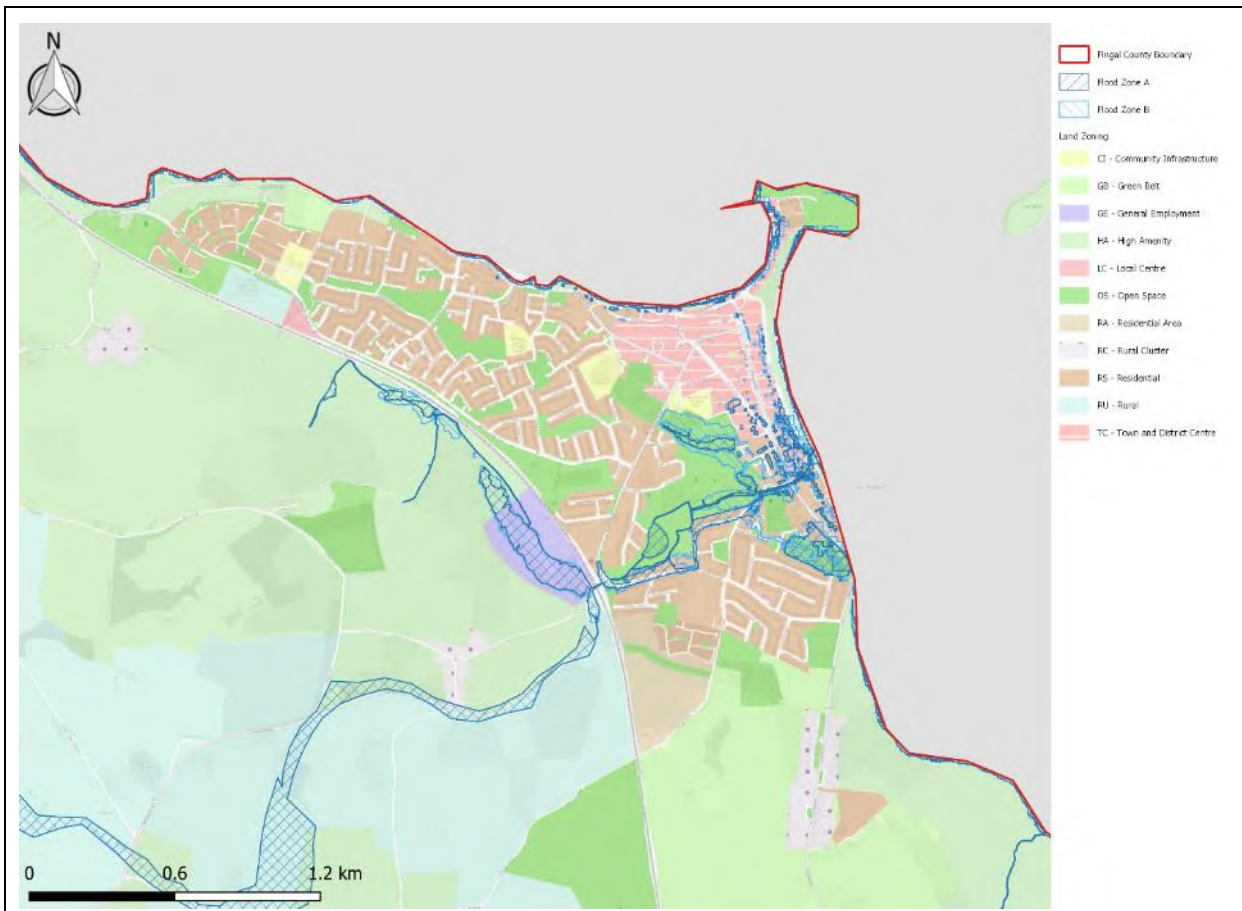 N
Fingal County Boundary
Flood Zone A
Flood Zone B
Land Zoning
CI - Community Infrastructure
GB - Green Belt
GE - General Employment
HA - High Amenity
LC - Local Centre
OS - Open Space
RA - Residential Area
RC - Rural Cluster
RS - Residential
RU - Rural
TC - Town and District Centre
0 0.6 1.2 km